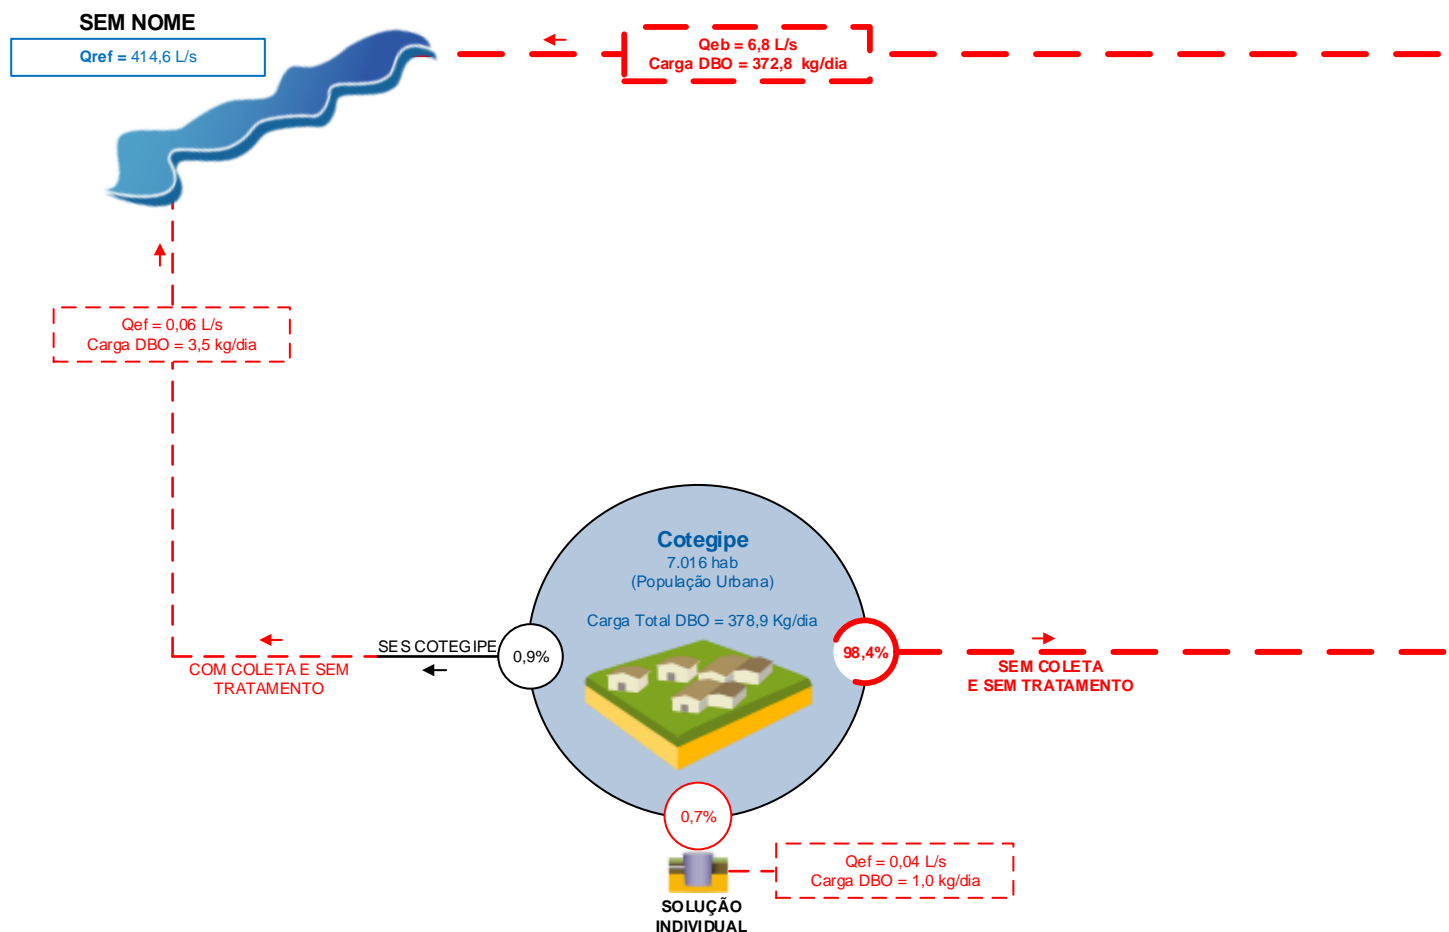 SEM NOME
Qref = 414,6 L/s
Qeb = 6,8 L/s
Carga DBO = 372,8 kg/dia
Qef = 0,06 L/s
Carga DBO = 3,5 kg/dia
Cotegipe
7.016 hab
(População Urbana)
Carga Total DBO = 378,9 Kg/dia
SES COTEGIPE
0,9%
98,4%
COM COLETA E SEM
TRATAMENTO
SEM COLETA
E SEM TRATAMENTO
0,7%
Qef = 0,04 L/s
Carga DBO = 1,0 kg/dia
SOLUÇÃO
INDIVIDUAL